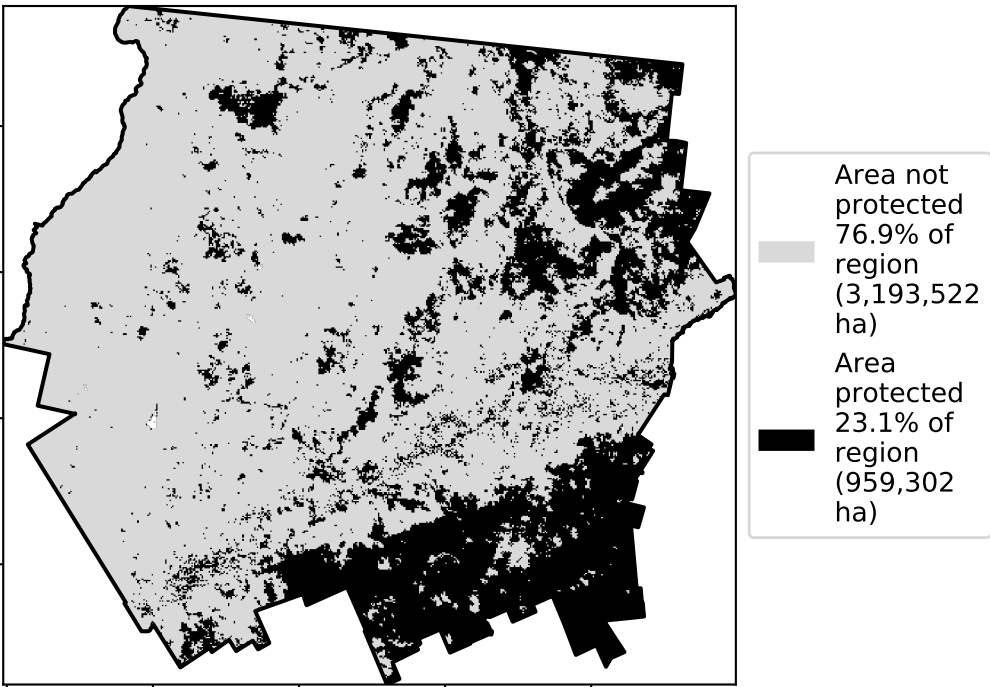 Area not
protected
76.9% of
region
(3,193,522
ha)
Area
protected
23.1% of
region
(959,302
ha)